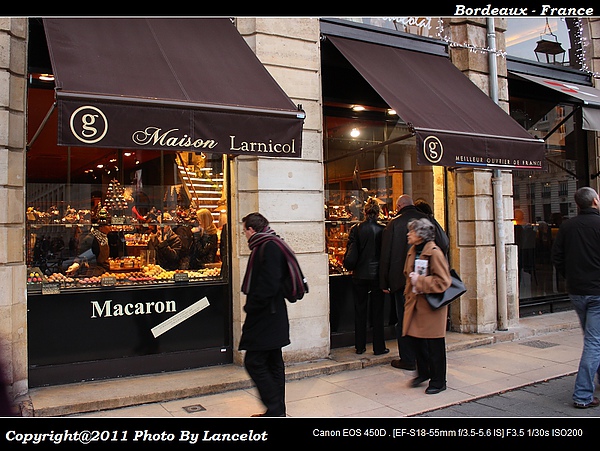 Bordeaux - France
g
Maison Larnicol
g
MEILLEUR OUVRIER DE FRANCE
Macaron
Copyright@2011 Photo By Lancelot
Canon EOS 450D . [EF-S18-55mm f/3.5-5.6 IS] F3.5 1/30s ISO200